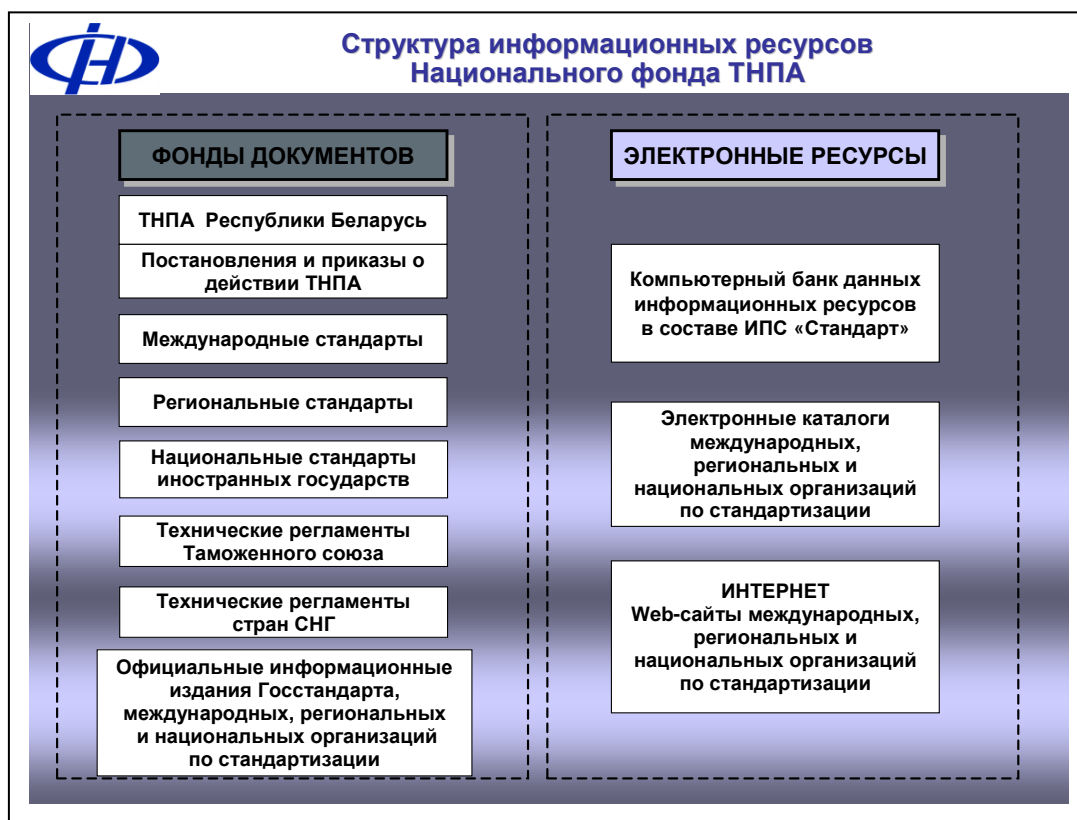 Структура информационных ресурсов
Национального фонда ТНПА
ФОНДЫ ДОКУМЕНТОВ
ТНПА Республики Беларусь
Постановления и приказы о
действии ТНПА
Международные стандарты
Региональные стандарты
Национальные стандарты
иностранных государств
Технические регламенты
Таможенного союза
Технические регламенты
стран СНГ
Официальные информационные
издания Госстандарта,
международных, региональных
и национальных организаций
по стандартизации
ЭЛЕКТРОННЫЕ РЕСУРСЫ
Компьютерный банк данных
информационных ресурсов
в составе ИПС «Стандарт»
Электронные каталоги
международных,
региональных и
национальных организаций
по стандартизации
ИНТЕРНЕТ
Web-сайты международных,
региональных и
национальных организаций
по стандартизации